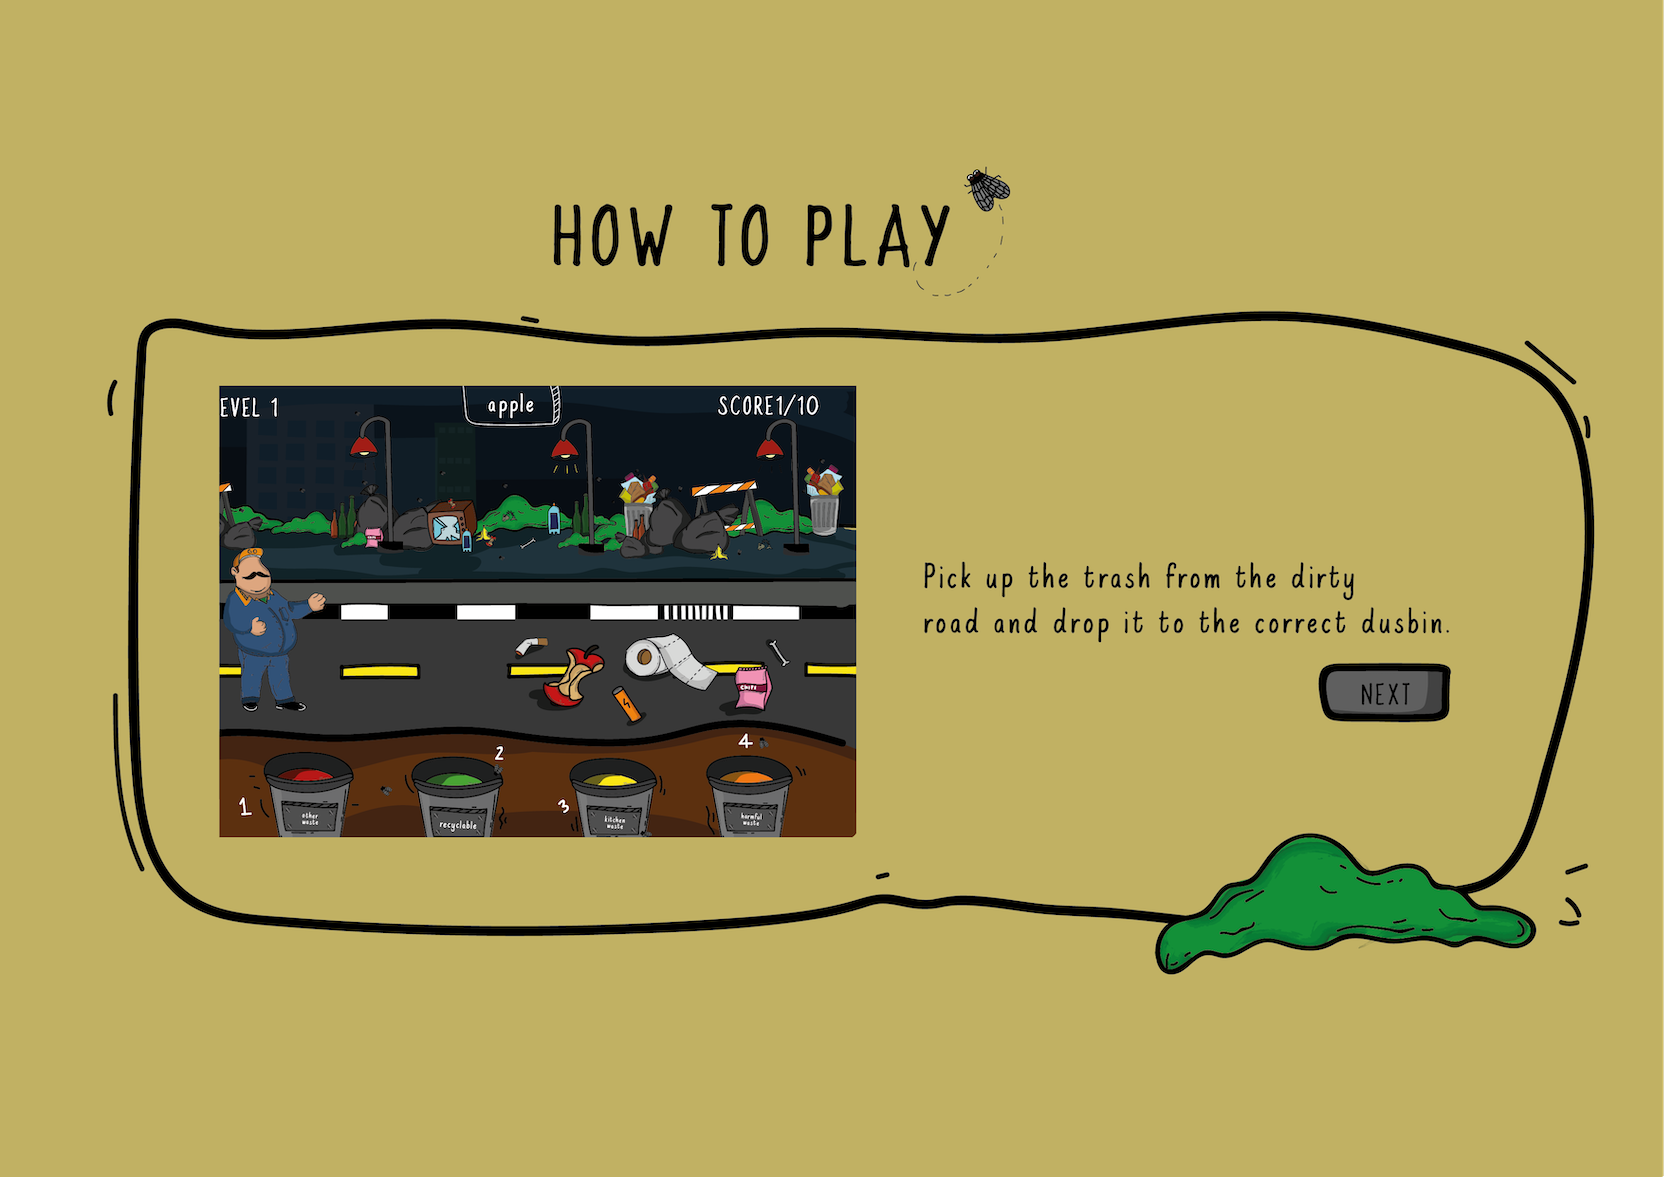 HOW TO PLAY
EVEL 1
apple
SCORE1/10
Pick up the trash from the dirty
road and drop it to the correct dusbin.
NEXT
CHIPS
1
2
3
4
other
waste
recyclable
kitchen
waste
harmful
waste